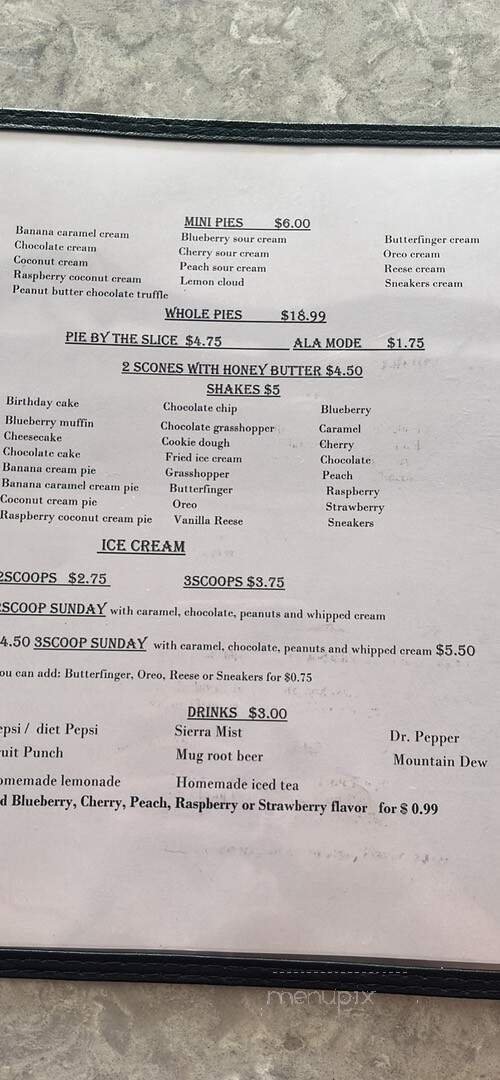 MINI PIES $6.00
Banana caramel cream Blueberry sour cream Butterfinger cream
Chocolate cream Cherry sour cream Oreo cream
Coconut cream Peach sour cream Reese cream
Raspberry coconut cream Lemon cloud Sneakers cream
Peanut butter chocolate truffle
WHOLE PIES $18.99
PIE BY THE SLICE $4.75 ALA MODE $1.75
2 SCONES WITH HONEY BUTTER $4.50
SHAKES $5
Birthday cake Chocolate chip Blueberry
Blueberry muffin Chocolate grasshopper Caramel
Cheesecake Cookie dough Cherry
Chocolate cake Fried ice cream Chocolate
Banana cream pie Grasshopper Peach
Banana caramel cream pie Butterfinger Raspberry
Coconut cream pie Oreo Strawberry
Raspberry coconut cream pie Vanilla Reese Sneakers
ICE CREAM
2SCOOPS $2.75 3SCOOPS $3.75
SCOOP SUNDAY with caramel, chocolate, peanuts and whipped cream
4.50 3SCOOP SUNDAY with caramel, chocolate, peanuts and whipped cream $5.50
ou can add: Butterfinger, Oreo, Reese or Sneakers for $0.75
DRINKS $3.00
epsi / diet Pepsi Sierra Mist Dr. Pepper
uit Punch Mug root beer Mountain Dew
omemade lemonade Homemade iced tea
d Blueberry, Cherry, Peach, Raspberry or Strawberry flavor for $ 0.99
menupix